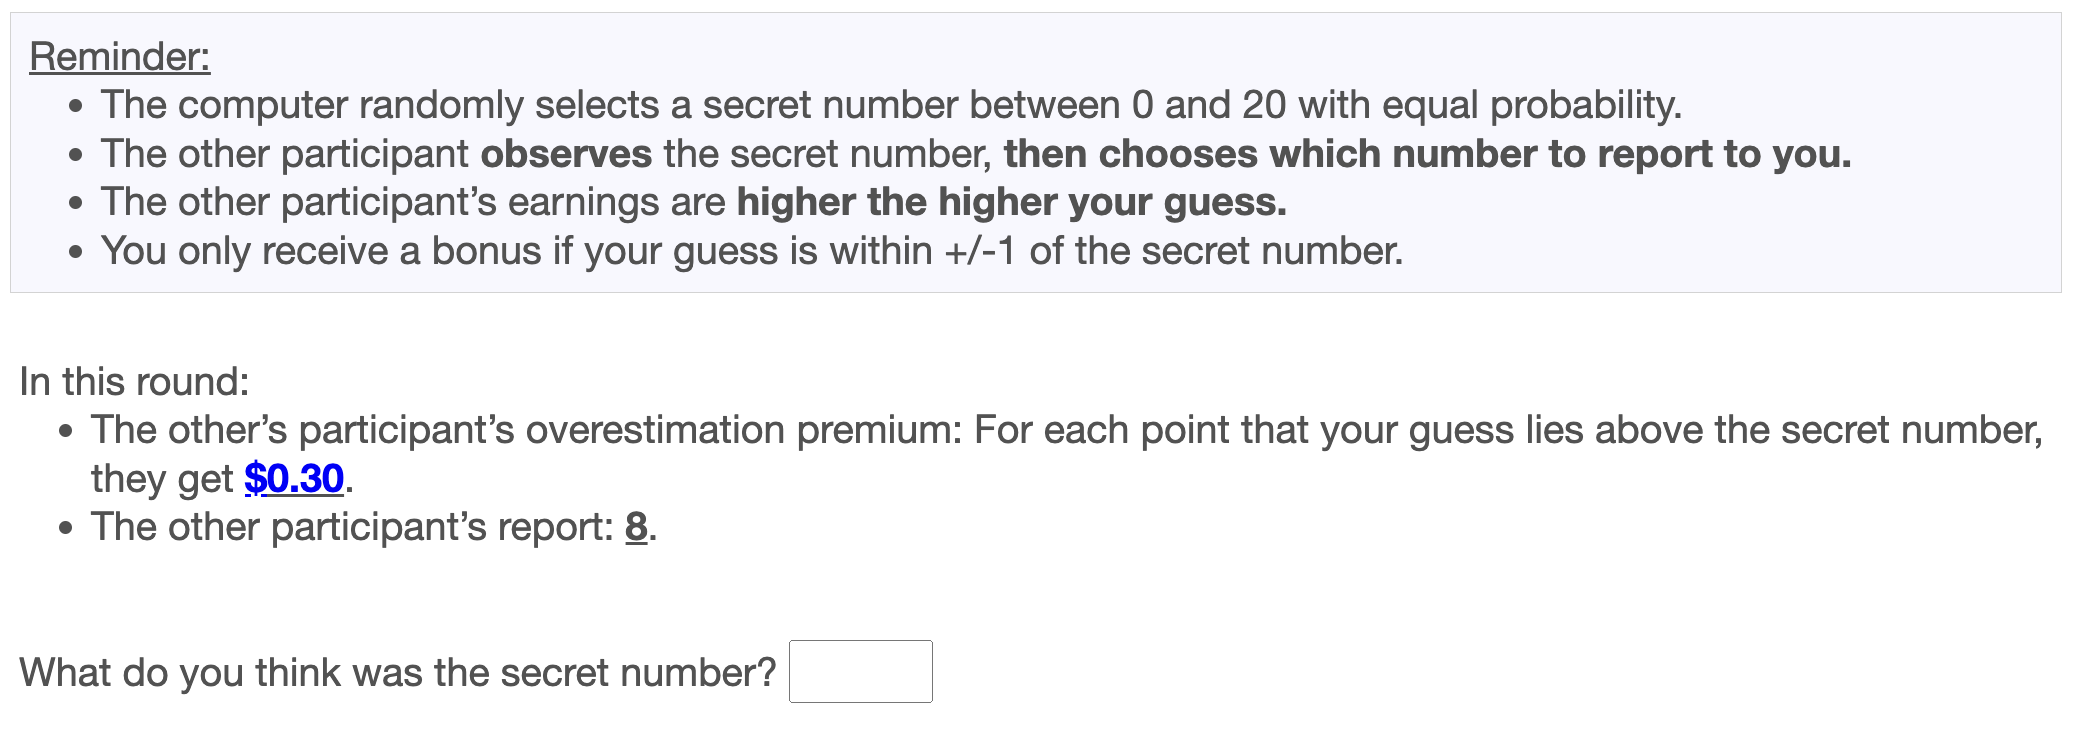 Reminder:
• The computer randomly selects a secret number between 0 and 20 with equal probability.
• The other participant observes the secret number, then chooses which number to report to you.
• The other participant’s earnings are higher the higher your guess.
• You only receive a bonus if your guess is within +/-1 of the secret number.
In this round:
• The other’s participant’s overestimation premium: For each point that your guess lies above the secret number,
they get $0.30.
• The other participant’s report: 8.
What do you think was the secret number?